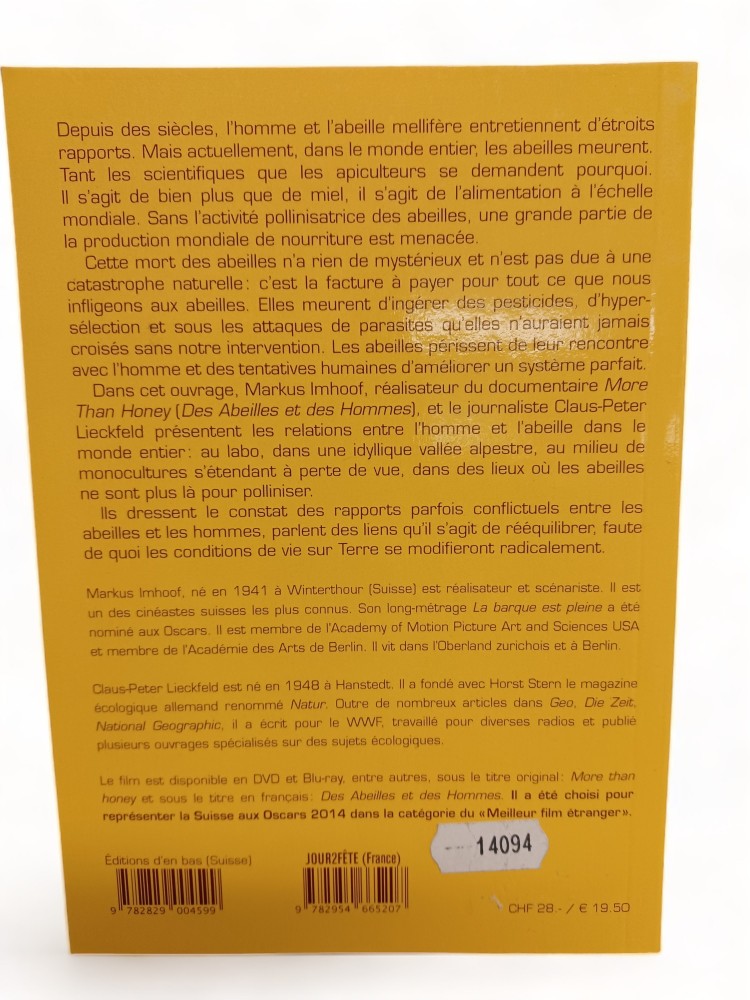 Depuis des siècles, l'homme et l'abeille mellifère entretiennent d'étroits
rapports. Mais actuellement, dans le monde entier, les abeilles meurent.
Tant les scientifiques que les apiculteurs se demandent pourquoi.
Il s'agit de bien plus que de miel, il s'agit de l'alimentation à l'échelle
mondiale. Sans l'activité pollinisatrice des abeilles, une grande partie de
la production mondiale de nourriture est menacée.
Cette mort des abeilles n'a rien de mystérieux et n'est pas due à une
catastrophe naturelle: c'est la facture à payer pour tout ce que nous
infligeons aux abeilles. Elles meurent d'ingérer des pesticides, d'hyper-
sélection et sous les attaques de parasites qu'elles n'auraient jamais
croisés sans notre intervention. Les abeilles périssent de leur rencontre
avec l'homme et des tentatives humaines d'améliorer un système parfait.
Dans cet ouvrage, Markus Imhoof, réalisateur du documentaire More
Than Honey (Des Abeilles et des Hommes), et le journaliste Claus-Peter
Lieckfeld présentent les relations entre l'homme et l'abeille dans le
monde entier: au labo, dans une idyllique vallée alpestre, au milieu de
monocultures s'étendant à perte de vue, dans des lieux où les abeilles
ne sont plus là pour polliniser.
Ils dressent le constat des rapports parfois conflictuels entre les
abeilles et les hommes, parlent des liens qu'il s'agit de rééquilibrer, faute
de quoi les conditions de vie sur Terre se modifieront radicalement.
Markus Imhoof, né en 1941 à Winterthour (Suisse) est réalisateur et scénariste. Il est
un des cinéastes suisses les plus connus. Son long-métrage La barque est pleine a été
nominé aux Oscars. Il est membre de l'Academy of Motion Picture Art and Sciences USA
et membre de l'Académie des Arts de Berlin. Il vit dans l'Oberland zurichois et à Berlin.
Claus-Peter Lieckfeld est né en 1948 à Hanstedt. Il a fondé avec Horst Stern le magazine
écologique allemand renommé Natur. Outre de nombreux articles dans Geo, Die Zeit,
National Geographic, il a écrit pour le WWF, travaillé pour diverses radios et publié
plusieurs ouvrages spécialisés sur des sujets écologiques.
Le film est disponible en DVD et Blu-ray, entre autres, sous le titre original: More than
honey et sous le titre en français: Des Abeilles et des Hommes. Il a été choisi pour
représenter la Suisse aux Oscars 2014 dans la catégorie du «Meilleur film étranger».
14094
Éditions d'en bas (Suisse)
JOUR2FÊTE (France)
9 782829 004599
9 782954 665207
CHF 28.- / € 19.50